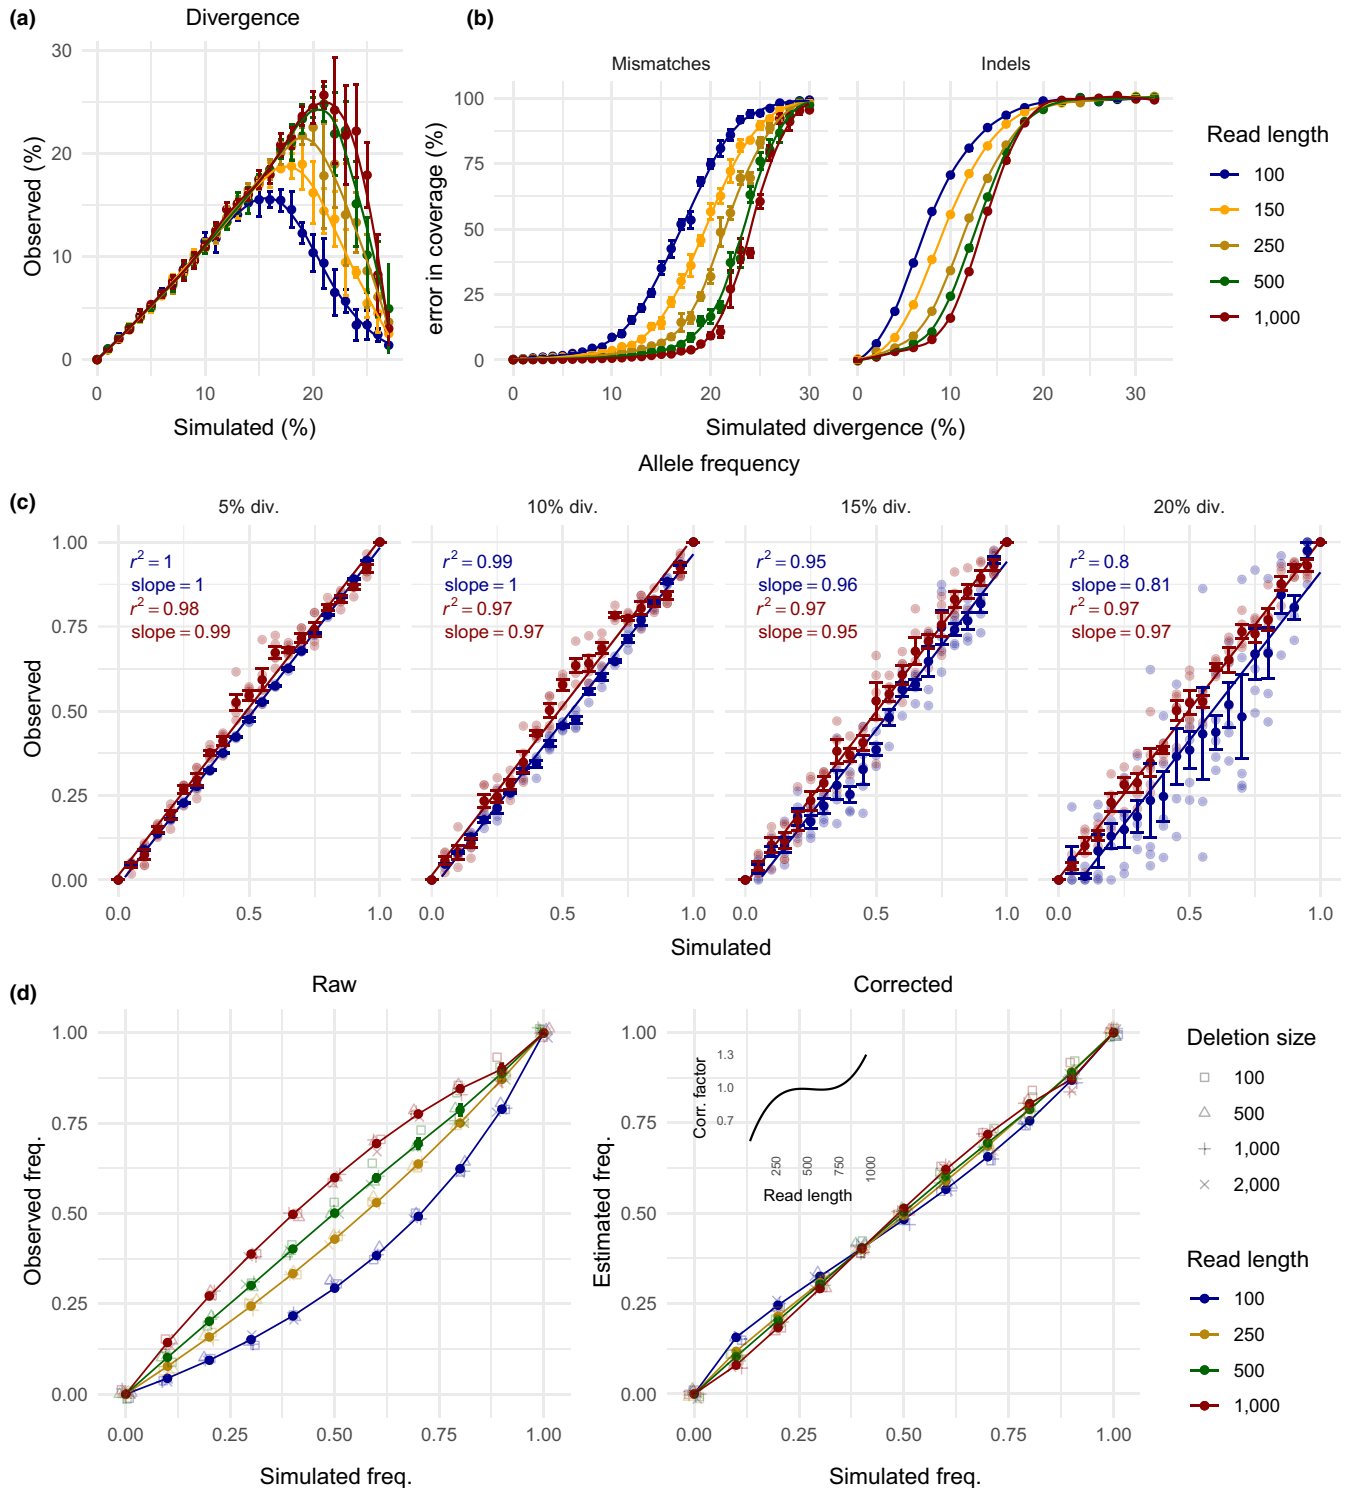 (a)
Divergence
30
20
10
0
Observed (%)
0 10 20
Simulated (%)
(b)
Mismatches Indels
100
75
50
25
0
error in coverage (%)
0 10 20 30 0 10 20 30
Simulated divergence (%)
Read length
100
150
250
500
1,000
Allele frequency
(c)
5% div. 10% div. 15% div. 20% div.
1.00
0.75
0.50
0.25
0.00
Observed
r² = 1
slope = 1
r² = 0.98
slope = 0.99
r² = 0.99
slope = 1
r² = 0.97
slope = 0.97
r² = 0.95
slope = 0.96
r² = 0.97
slope = 0.95
r² = 0.8
slope = 0.81
r² = 0.97
slope = 0.97
0.0 0.5 1.0 0.0 0.5 1.0 0.0 0.5 1.0 0.0 0.5 1.0
Simulated
(d)
Raw
1.00
0.75
0.50
0.25
0.00
Observed freq.
0.00 0.25 0.50 0.75 1.00
Simulated freq.
Corrected
1.00
0.75
0.50
0.25
0.00
Estimated freq.
1.3
1.0
0.7
Corr. factor
250 500 750 1000
Read length
0.00 0.25 0.50 0.75 1.00
Simulated freq.
Deletion size
100
500
1,000
2,000
Read length
100
250
500
1,000